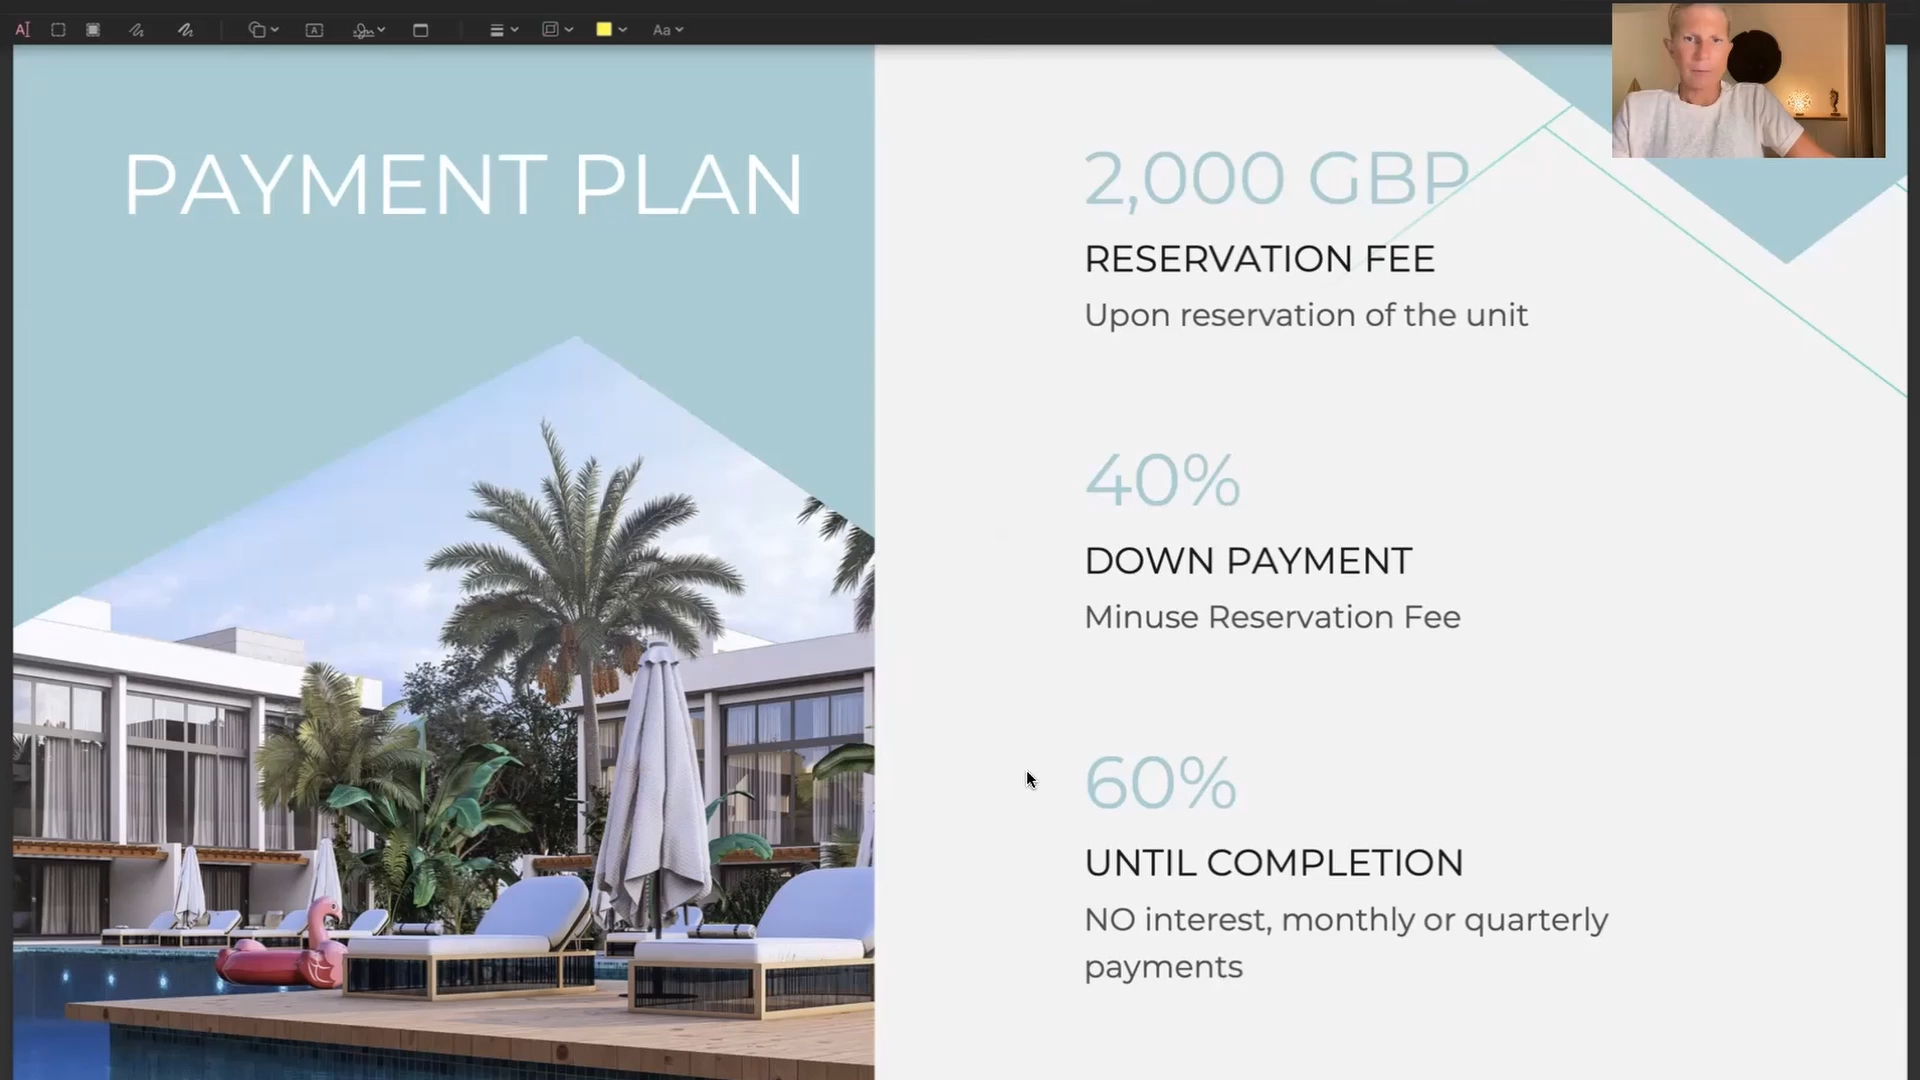 PAYMENT PLAN
2,000 GBP
RESERVATION FEE
Upon reservation of the unit
40%
DOWN PAYMENT
Minuse Reservation Fee
60%
UNTIL COMPLETION
NO interest, monthly or quarterly
payments
A
A
Aa